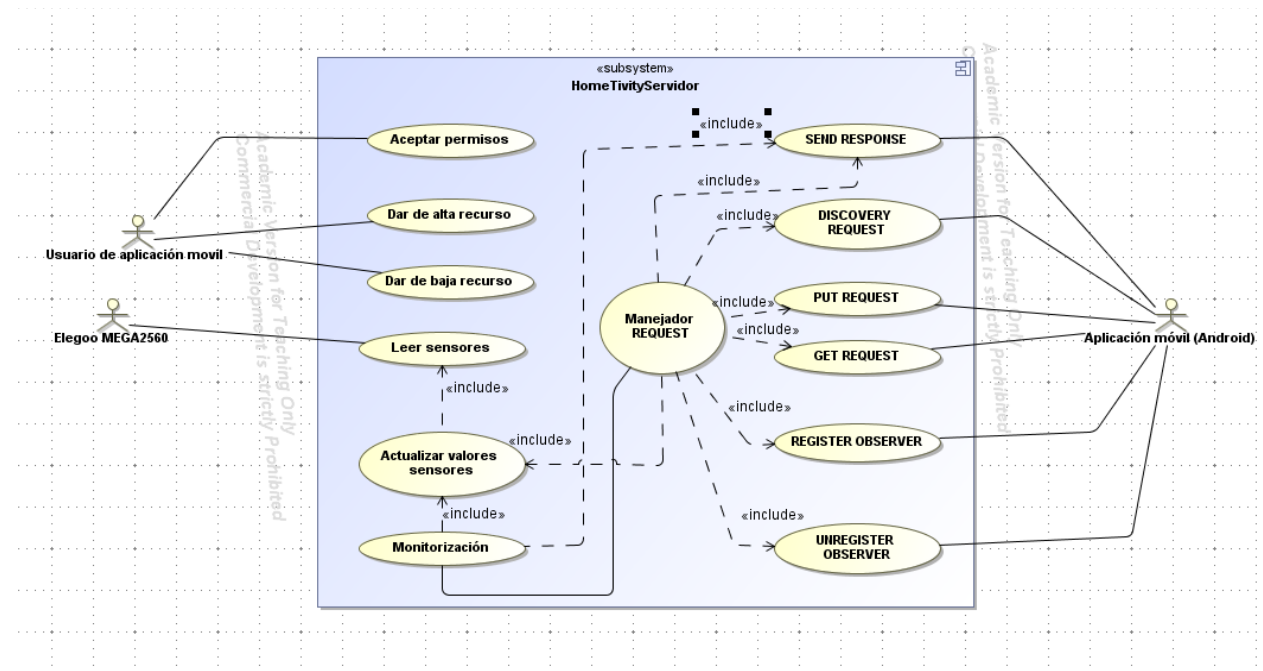 «subsystem»
HomeTivityServidor
Aceptar permisos
Dar de alta recurso
Dar de baja recurso
Leer sensores
«include»
Actualizar valores
sensores
«include»
«include»
Monitorización
Usuario de aplicación movil
Elegoo MEGA2560
Manejador
REQUEST
«include»
SEND RESPONSE
«include»
«include»
DISCOVERY
REQUEST
«include»
PUT REQUEST
«include»
GET REQUEST
«include»
REGISTER OBSERVER
«include»
UNREGISTER
OBSERVER
Aplicación móvil (Android)
Academic Version for Teaching Only
Commercial Development is strictly Prohibited
Academic Version for Teaching Only
Development is strictly Prohibited